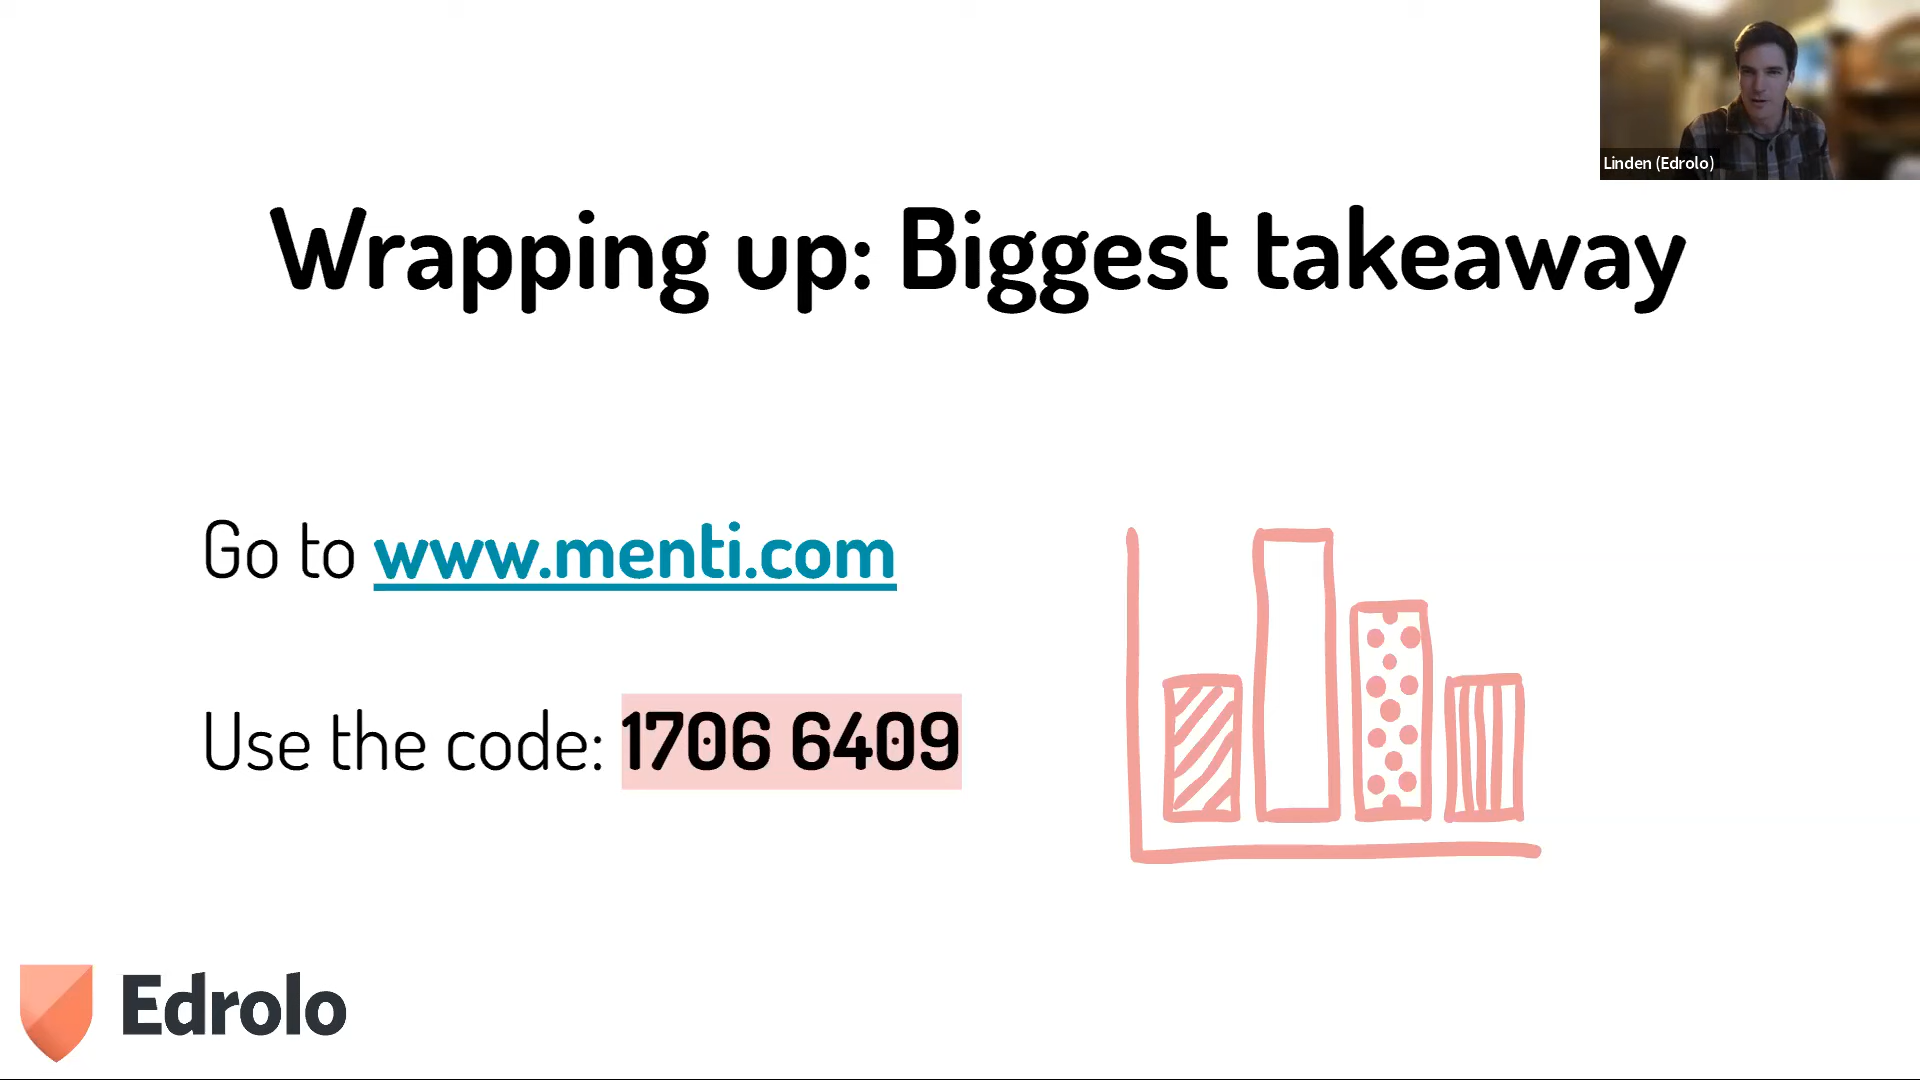 Linden (Edrolo)
Wrapping up: Biggest takeaway
Go to www.menti.com
Use the code: 1706 6409
Edrolo